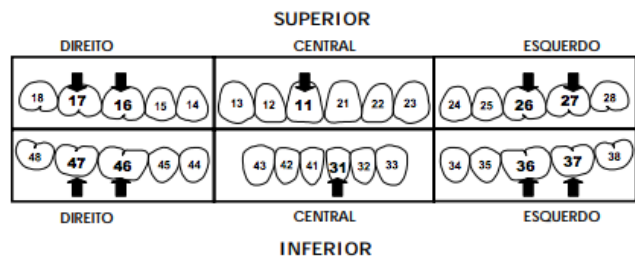 SUPERIOR
DIREITO CENTRAL ESQUERDO
18 17 16 15 14 13 12 11 21 22 23 24 25 26 27 28
48 47 46 45 44 43 42 41 31 32 33 34 35 36 37 38
DIREITO CENTRAL ESQUERDO
INFERIOR